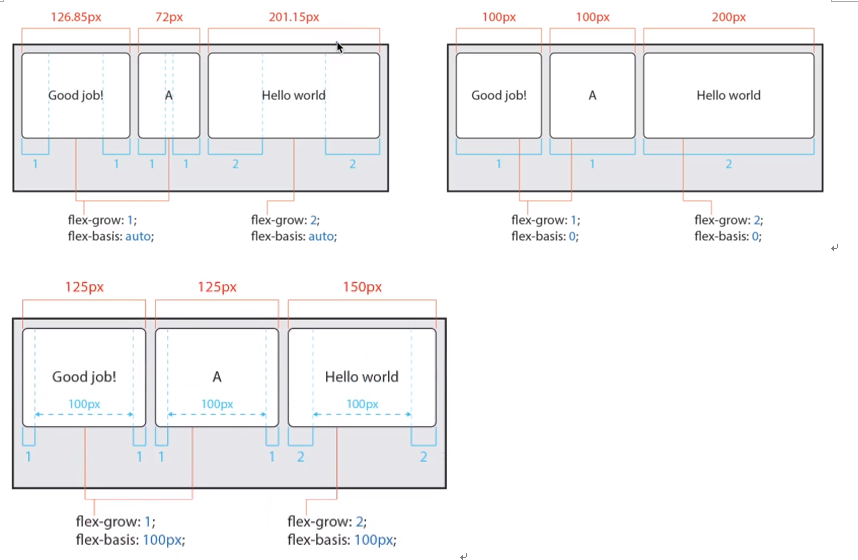 126.85px 72px 201.15px
Good job! A Hello world
1 1 1 1 2 2
flex-grow: 1; flex-grow: 2;
flex-basis: auto; flex-basis: auto;
100px 100px 200px
Good job! A Hello world
1 1 2
flex-grow: 1; flex-grow: 2;
flex-basis: 0; flex-basis: 0;
125px 125px 150px
Good job! A Hello world
100px 100px 100px
1 1 1 1 2 2
flex-grow: 1; flex-grow: 2;
flex-basis: 100px; flex-basis: 100px;